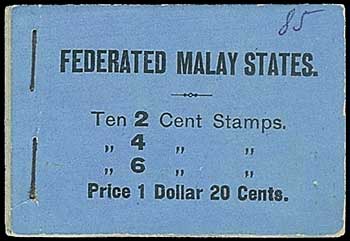 85
FEDERATED MALAY STATES.
Ten 2 Cent Stamps.
„ 4 „ „
„ 6 „ „
Price 1 Dollar 20 Cents.